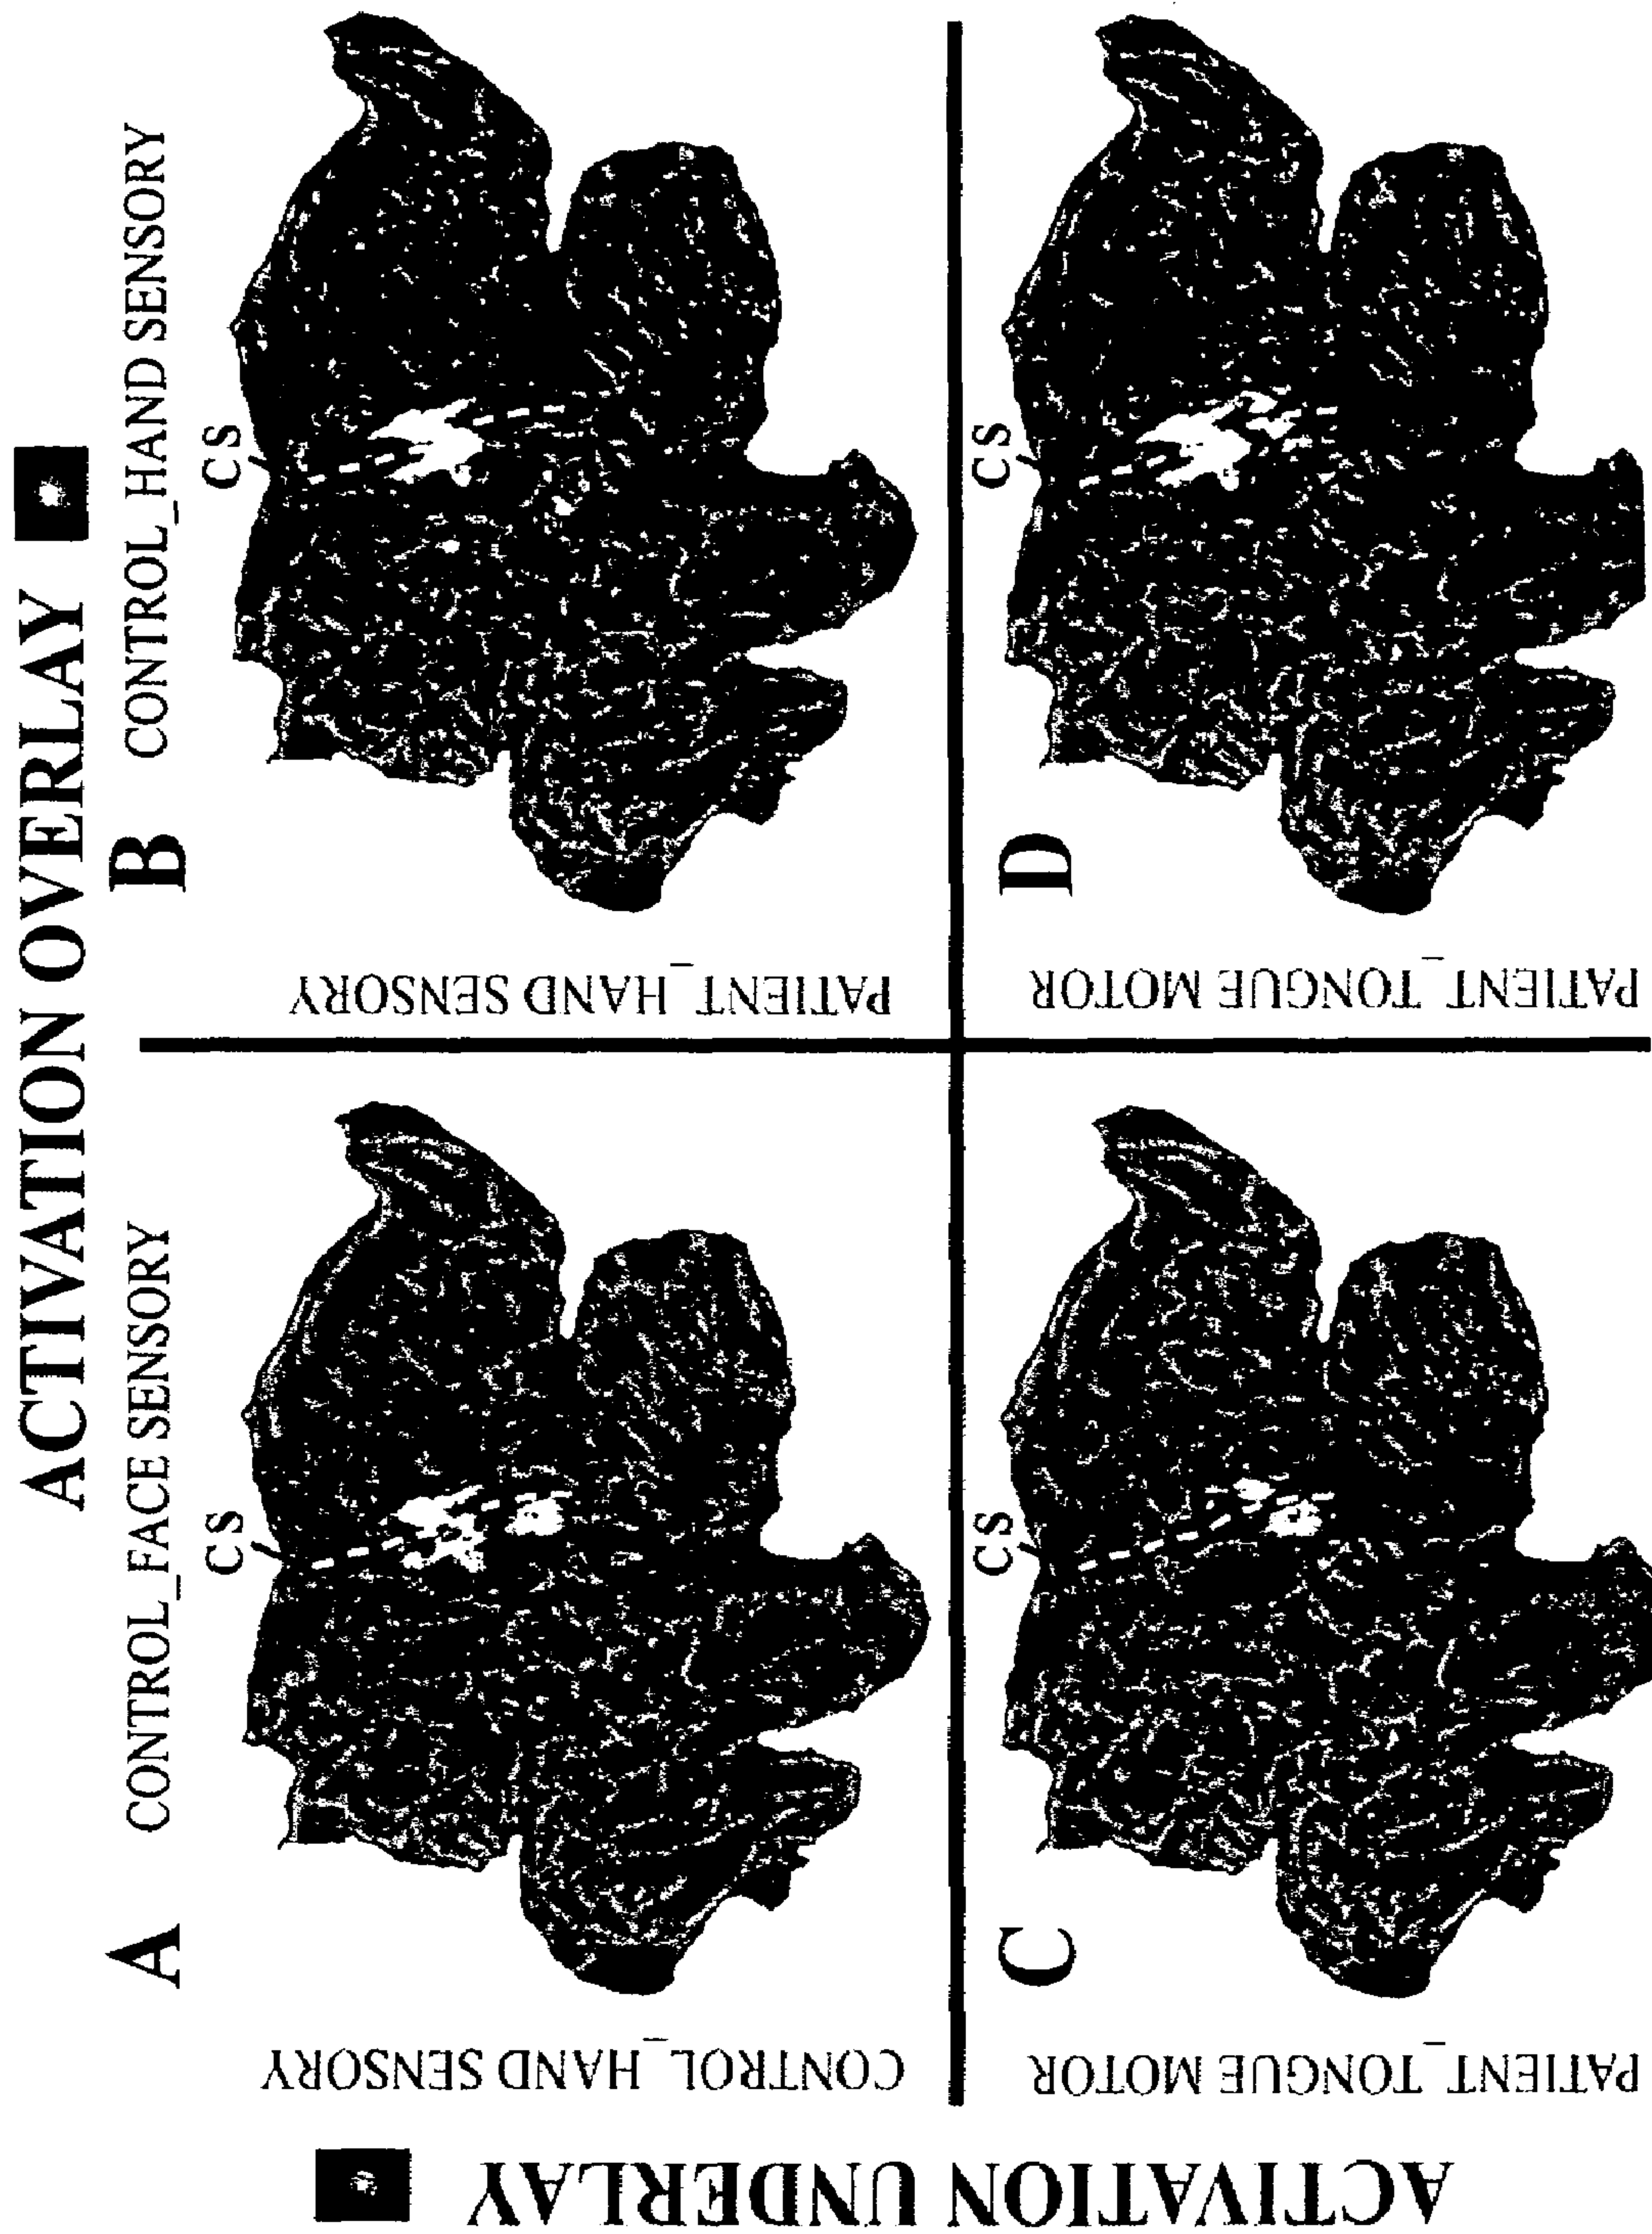 ACTIVATION OVERLAY
A CONTROL_FACE SENSORY
B CONTROL_HAND SENSORY
CS
CS
CONTROL_HAND SENSORY
PATIENT_HAND SENSORY
C
D
CS
CS
PATIENT_TONGUE MOTOR
PATIENT_TONGUE MOTOR
ACTIVATION UNDERLAY